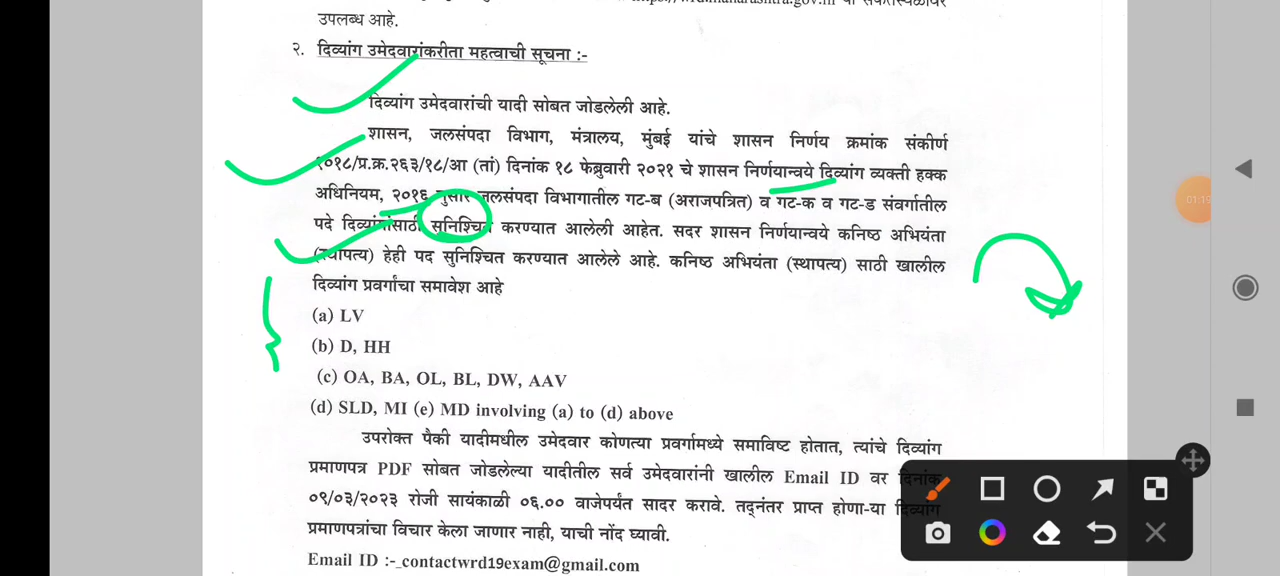 उपलब्ध आहे.
२. दिव्यांग उमेदवारांकरीता महत्वाची सूचना :-
दिव्यांग उमेदवारांची यादी सोबत जोडलेली आहे.
शासन, जलसंपदा विभाग, मंत्रालय, मुंबई यांचे शासन निर्णय क्रमांक संकीर्ण
२०१८/प्र.क्र.२६३/१८/आ (तां) दिनांक १८ फेब्रुवारी २०२१ चे शासन निर्णयान्वये दिव्यांग व्यक्ती हक्क
अधिनियम, २०१६ नुसार जलसंपदा विभागातील गट-ब (अराजपत्रित) व गट-क व गट-ड संवर्गातील
पदे दिव्यांगांसाठी सुनिश्चित करण्यात आलेली आहेत. सदर शासन निर्णयान्वये कनिष्ठ अभियंता
(स्थापत्य) हेही पद सुनिश्चित करण्यात आलेले आहे. कनिष्ठ अभियंता (स्थापत्य) साठी खालील
दिव्यांग प्रवर्गांचा समावेश आहे
(a) LV
(b) D, HH
(c) OA, BA, OL, BL, DW, AAV
(d) SLD, MI (e) MD involving (a) to (d) above
उपरोक्त पैकी यादीमधील उमेदवार कोणत्या प्रवर्गामध्ये समाविष्ट होतात, त्यांचे दिव्यांग
प्रमाणपत्र PDF सोबत जोडलेल्या यादीतील सर्व उमेदवारांनी खालील Email ID वर दिनांक
०९/०३/२०२३ रोजी सायंकाळी ०६.०० वाजेपर्यंत सादर करावे. तद्नंतर प्राप्त होणा-या दिव्यांग
प्रमाणपत्रांचा विचार केला जाणार नाही, याची नोंद घ्यावी.
Email ID :- contactwrd19exam@gmail.com
01:19